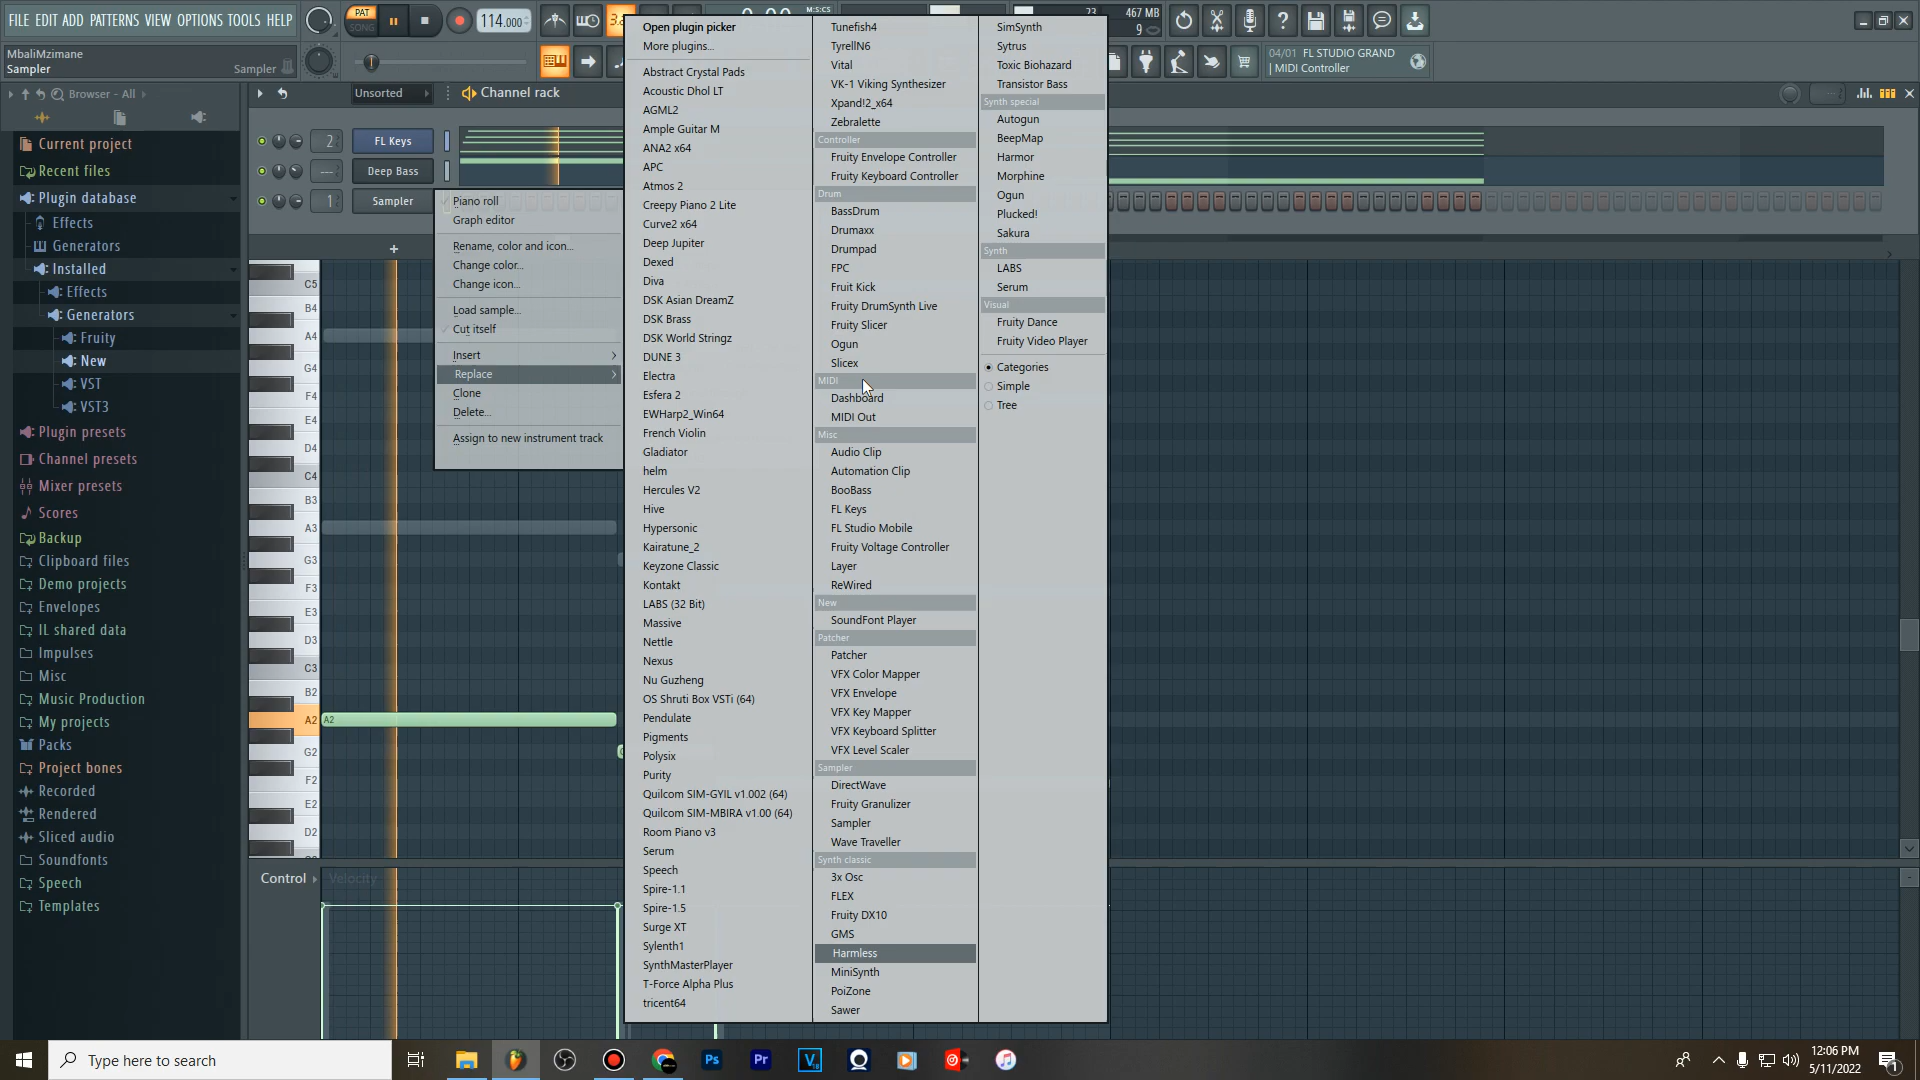 FILE EDIT ADD PATTERNS VIEW OPTIONS TOOLS HELP
PAT
SONG
114.000
M:S:CS
23
467 MB
9
MbaliMzimane
Sampler
Sampler
04/01 FL STUDIO GRAND
| MIDI Controller
Browser - All
Unsorted
Channel rack
Current project
Recent files
Plugin database
Effects
Generators
Installed
Effects
Generators
Fruity
New
VST
VST3
Plugin presets
Channel presets
Mixer presets
Scores
Backup
Clipboard files
Demo projects
Envelopes
IL shared data
Impulses
Misc
Music Production
My projects
Packs
Project bones
Recorded
Rendered
Sliced audio
Soundfonts
Speech
Templates
2
FL Keys
---
Deep Bass
1
Sampler
Piano roll
Graph editor
Rename, color and icon...
Change color...
Change icon...
Load sample...
Cut itself
Insert
Replace
Clone
Delete...
Assign to new instrument track
C5
B4
A4
G4
F4
E4
D4
C4
B3
A3
G3
F3
E3
D3
C3
B2
A2
A2
G2
F2
E2
D2
Control
Velocity
Open plugin picker
More plugins...
Abstract Crystal Pads
Acoustic Dhol LT
AGML2
Ample Guitar M
ANA2 x64
APC
Atmos 2
Creepy Piano 2 Lite
Curve2 x64
Deep Jupiter
Dexed
Diva
DSK Asian DreamZ
DSK Brass
DSK World Stringz
DUNE 3
Electra
Esfera 2
EWHarp2_Win64
French Violin
Gladiator
helm
Hercules V2
Hive
Hypersonic
Kairatune_2
Keyzone Classic
Kontakt
LABS (32 Bit)
Massive
Nettle
Nexus
Nu Guzheng
OS Shruti Box VSTi (64)
Pendulate
Pigments
Polysix
Purity
Quilcom SIM-GYIL v1.002 (64)
Quilcom SIM-MBIRA v1.00 (64)
Room Piano v3
Serum
Speech
Spire-1.1
Spire-1.5
Surge XT
Sylenth1
SynthMasterPlayer
T-Force Alpha Plus
tricent64
Tunefish4
TyrellN6
Vital
VK-1 Viking Synthesizer
Xpand!2_x64
Zebralette
Controller
Fruity Envelope Controller
Fruity Keyboard Controller
Drum
BassDrum
Drumaxx
Drumpad
FPC
Fruit Kick
Fruity DrumSynth Live
Fruity Slicer
Ogun
Slicex
MIDI
Dashboard
MIDI Out
Misc
Audio Clip
Automation Clip
BooBass
FL Keys
FL Studio Mobile
Fruity Voltage Controller
Layer
ReWired
New
SoundFont Player
Patcher
Patcher
VFX Color Mapper
VFX Envelope
VFX Key Mapper
VFX Keyboard Splitter
VFX Level Scaler
Sampler
DirectWave
Fruity Granulizer
Sampler
Wave Traveller
Synth classic
3x Osc
FLEX
Fruity DX10
GMS
Harmless
MiniSynth
PoiZone
Sawer
SimSynth
Sytrus
Toxic Biohazard
Transistor Bass
Synth special
Autogun
BeepMap
Harmor
Morphine
Ogun
Plucked!
Sakura
Synth
LABS
Serum
Visual
Fruity Dance
Fruity Video Player
Categories
Simple
Tree
Type here to search
Ps
Pr
12:06 PM
5/11/2022
1